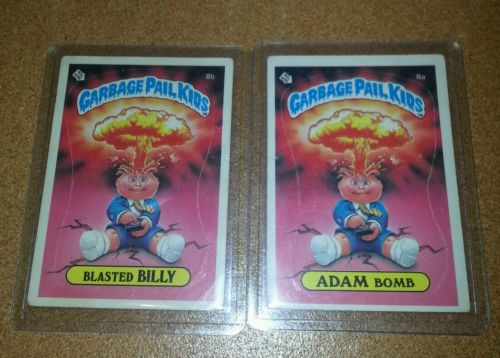 8b
GARBAGE PAIL KIDS
BLASTED BILLY
8a
GARBAGE PAIL KIDS
ADAM BOMB